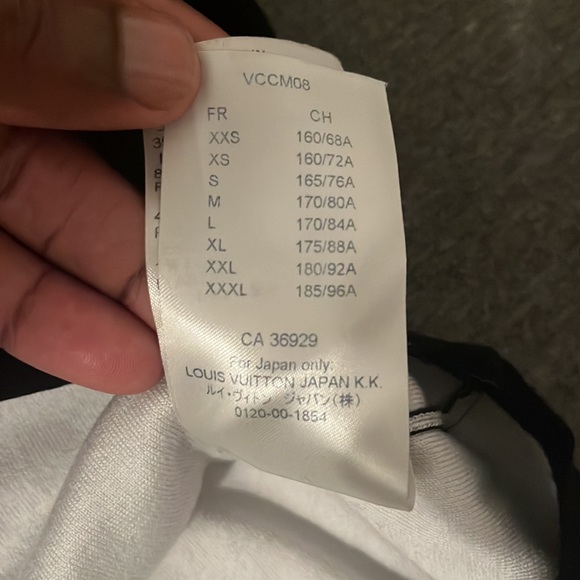 VCCM08
FR CH
XXS 160/68A
XS 160/72A
S 165/76A
M 170/80A
L 170/84A
XL 175/88A
XXL 180/92A
XXXL 185/96A
CA 36929
For Japan only:
LOUIS VUITTON JAPAN K.K.
ルイ・ヴィトン ジャパン(株)
0120-00-1854